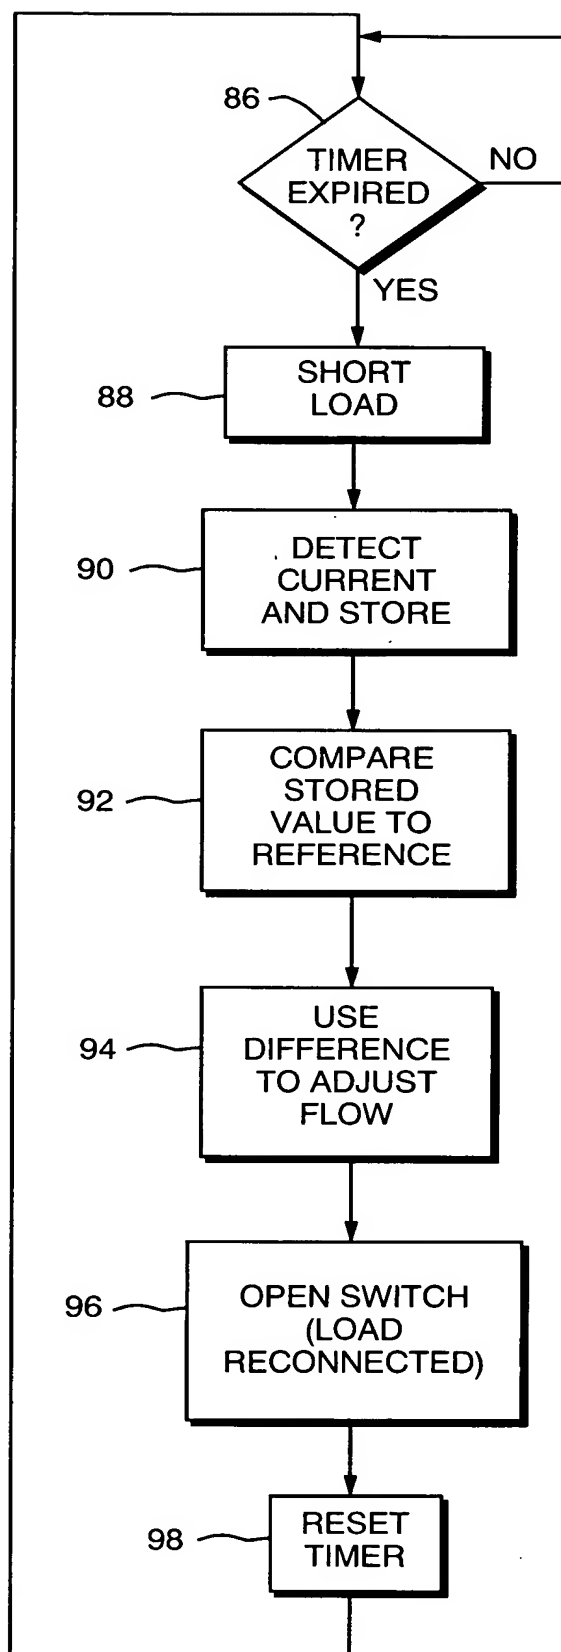 86
TIMER
EXPIRED
?
NO
YES
88
SHORT
LOAD
90
DETECT
CURRENT
AND STORE
92
COMPARE
STORED
VALUE TO
REFERENCE
94
USE
DIFFERENCE
TO ADJUST
FLOW
96
OPEN SWITCH
(LOAD
RECONNECTED)
98
RESET
TIMER